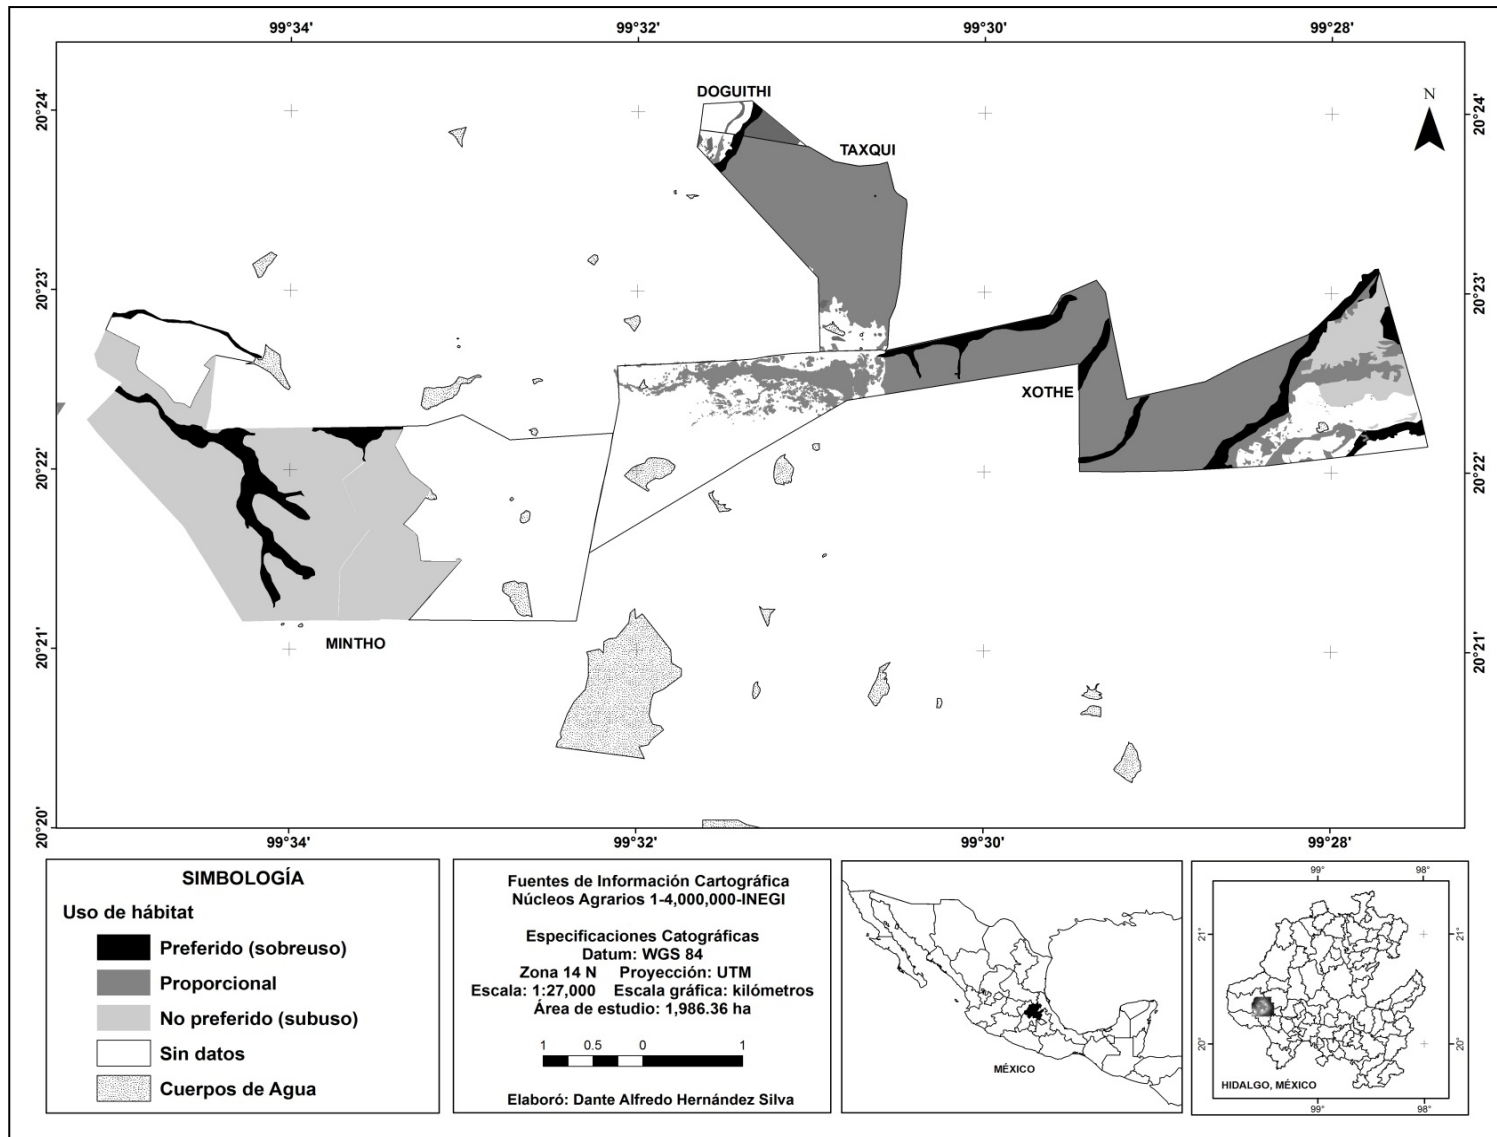 99°34' 99°32' 99°30' 99°28'
DOGUITHI
N
20°24' 20°24'
TAXQUI
20°23' 20°23'
XOTHE
20°22' 20°22'
MINTHO
20°21' 20°21'
20°20' 20°20'
99°34' 99°32' 99°30' 99°28'
SIMBOLOGÍA
Uso de hábitat
Preferido (sobreuso)
Proporcional
No preferido (subuso)
Sin datos
Cuerpos de Agua
Fuentes de Información Cartográfica
Núcleos Agrarios 1-4,000,000-INEGI
Especificaciones Catográficas
Datum: WGS 84
Zona 14 N Proyección: UTM
Escala: 1:27,000 Escala gráfica: kilómetros
Área de estudio: 1,986.36 ha
1 0.5 0 1
Elaboró: Dante Alfredo Hernández Silva
MÉXICO
99° 98°
21° 21°
20° 20°
HIDALGO, MÉXICO
99° 98°